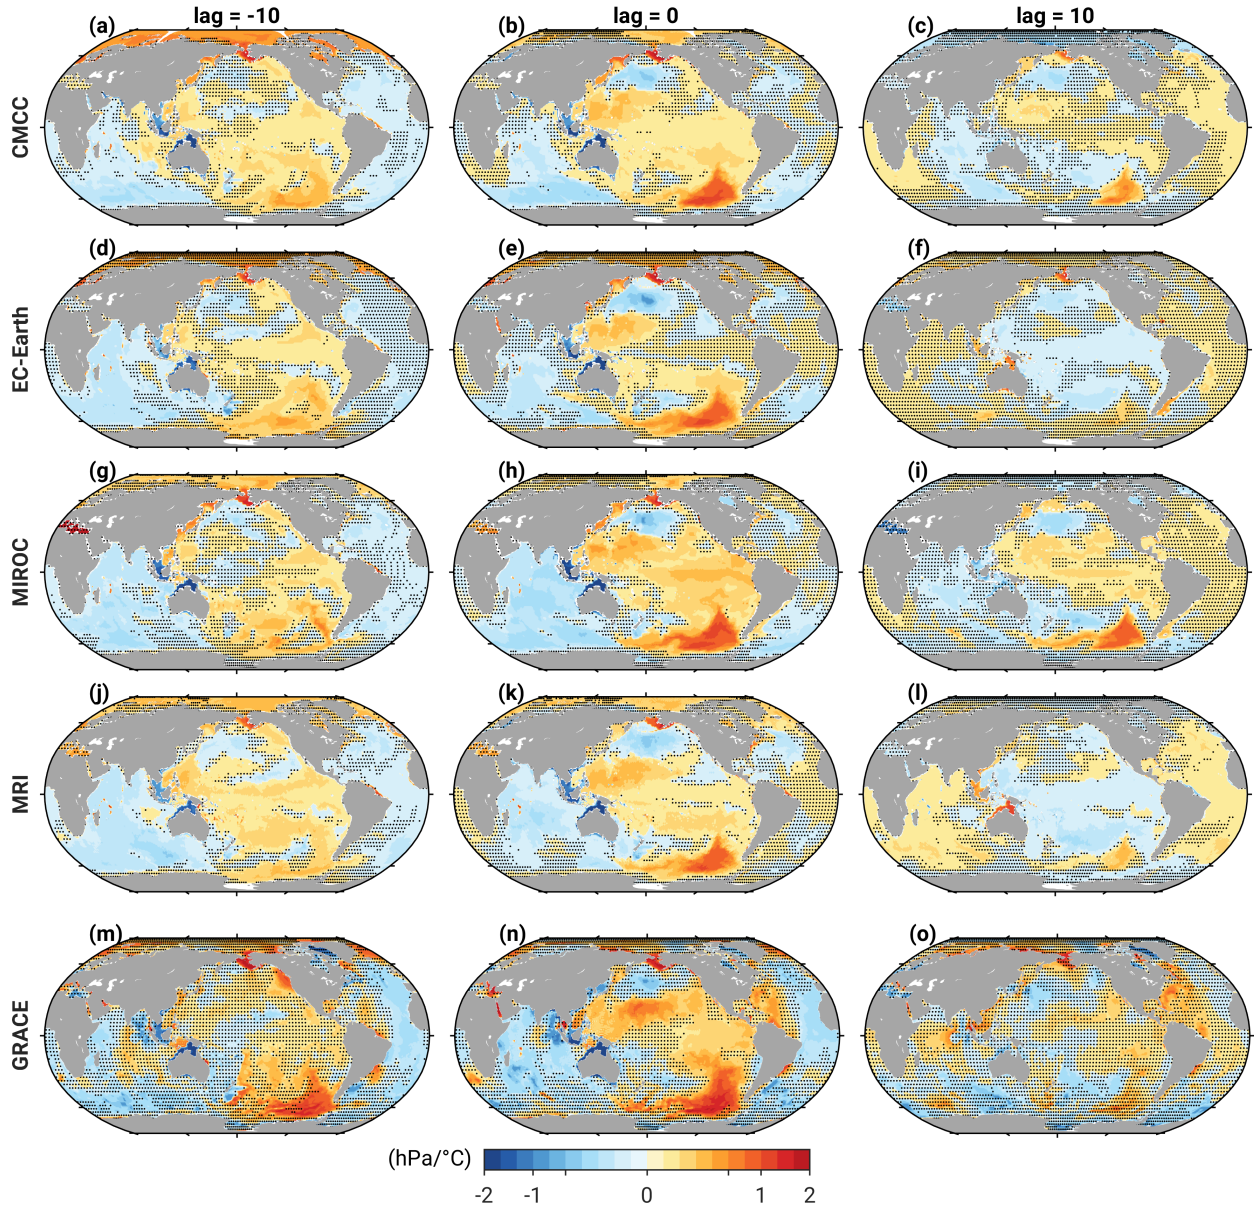 lag = -10 lag = 0 lag = 10
(a) (b) (c)
CMCC
(d) (e) (f)
EC-Earth
(g) (h) (i)
MIROC
(j) (k) (l)
MRI
(m) (n) (o)
GRACE
(hPa/°C)
-2 -1 0 1 2